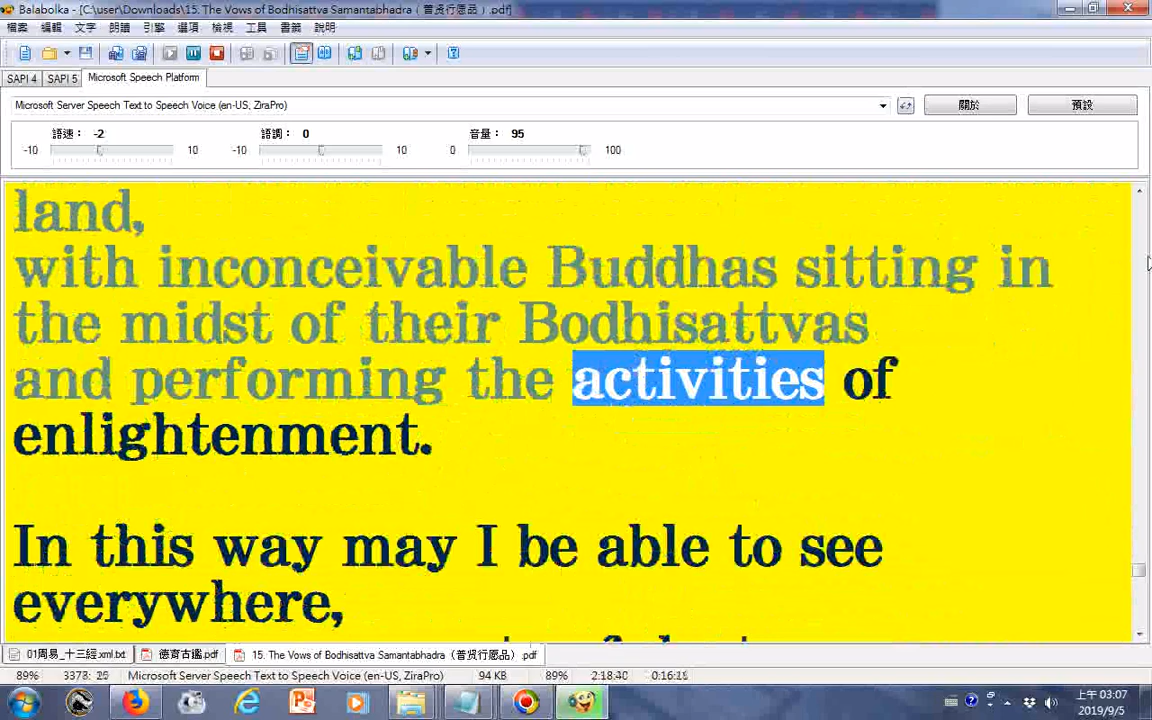 Balabolka - [C:\user\Downloads\15. The Vows of Bodhisattva Samantabhadra ( 普贤行愿品 ) .pdf]
檔案 編輯 文字 朗讀 引擎 選項 檢視 工具 書籤 說明
SAPI 4 SAPI 5 Microsoft Speech Platform
Microsoft Server Speech Text to Speech Voice (en-US, ZiraPro) 關於 預設
語速： -2 語調： 0 音量： 95
-10 10 -10 10 0 100
land,
with inconceivable Buddhas sitting in
the midst of their Bodhisattvas
and performing the activities of
enlightenment.
In this way may I be able to see
everywhere,
01周易_十三經.xml.txt 德育古鑑.pdf 15. The Vows of Bodhisattva Samantabhadra （普贤行愿品）.pdf
89% 3378: 25 Microsoft Server Speech Text to Speech Voice (en-US, ZiraPro) 94 KB 89% 2:18:40 0:16:18
上午 03:07
2019/9/5